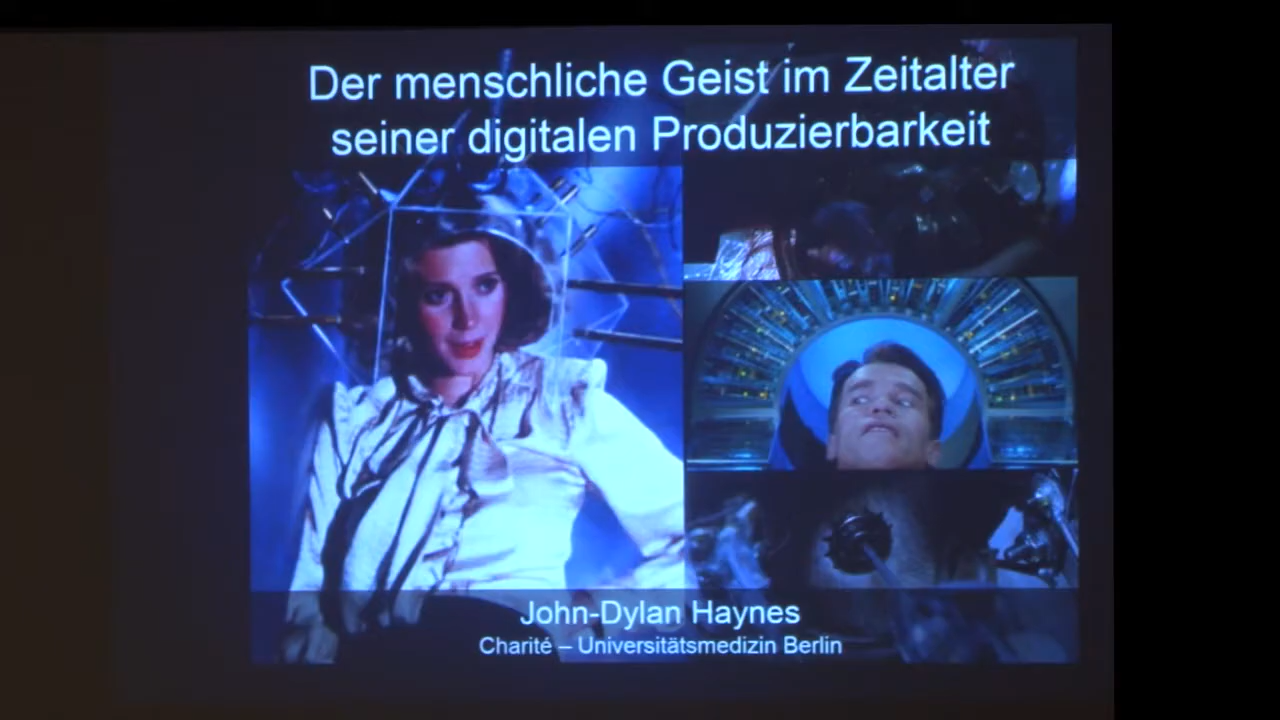 Der menschliche Geist im Zeitalter
seiner digitalen Produzierbarkeit
John-Dylan Haynes
Charité – Universitätsmedizin Berlin